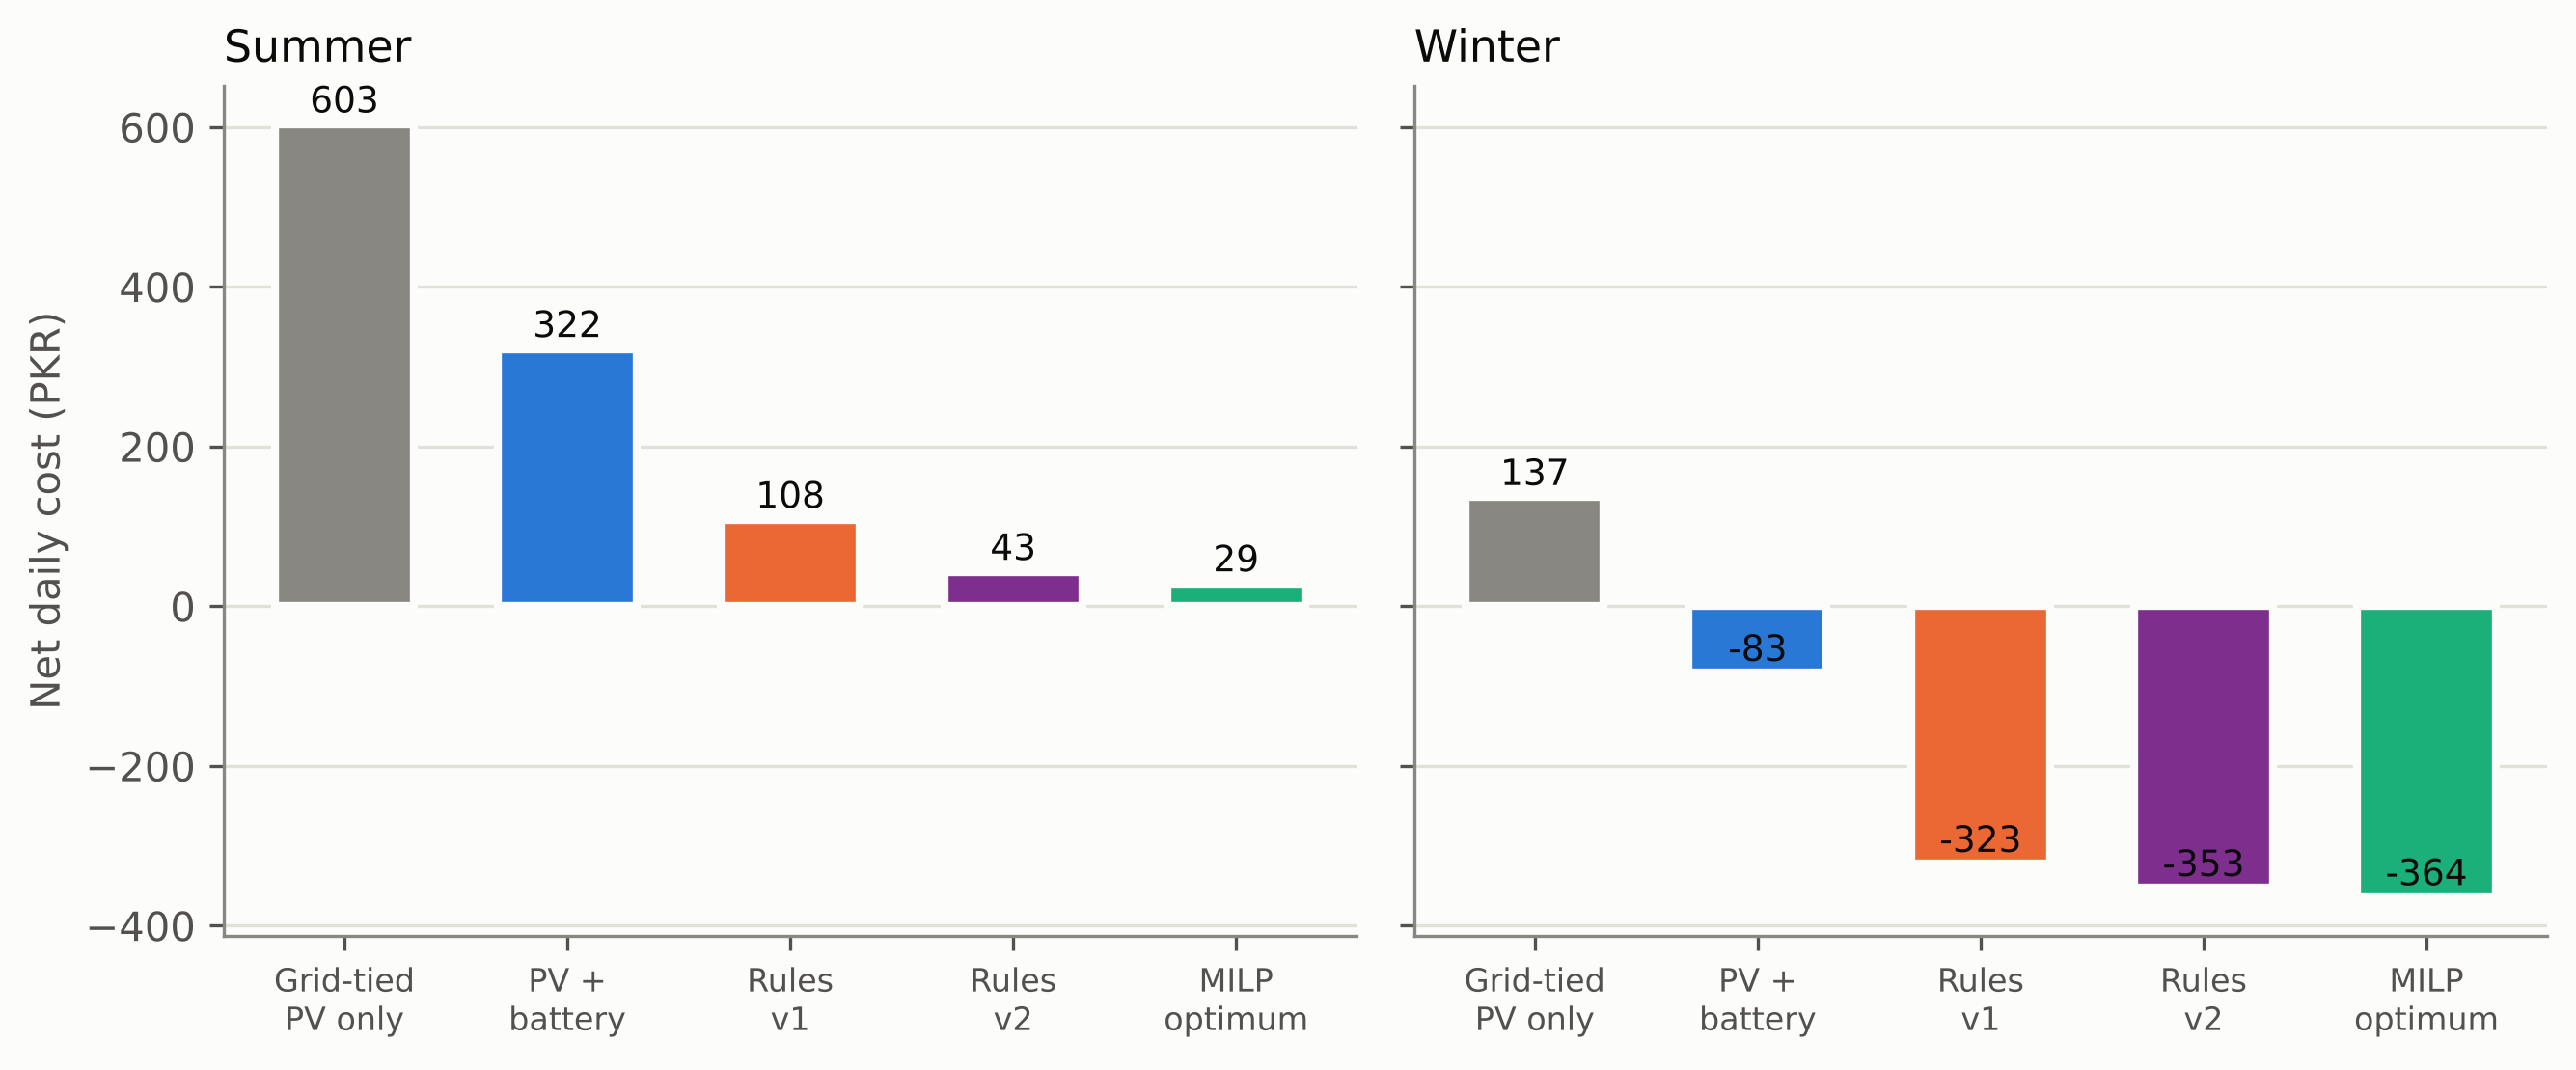 Summer
Winter
Net daily cost (PKR)
600
400
200
0
−200
−400
603
322
108
43
29
137
-83
-323
-353
-364
Grid-tied
PV only
PV +
battery
Rules
v1
Rules
v2
MILP
optimum
Grid-tied
PV only
PV +
battery
Rules
v1
Rules
v2
MILP
optimum